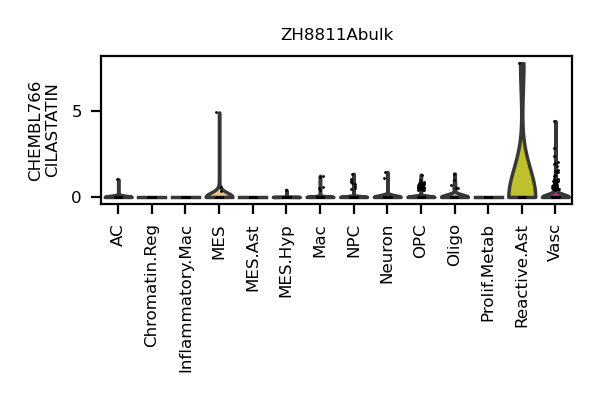 ZH8811Abulk
CHEMBL766
CILASTATIN
5
0
AC
Chromatin.Reg
Inflammatory.Mac
MES
MES.Ast
MES.Hyp
Mac
NPC
Neuron
OPC
Oligo
Prolif.Metab
Reactive.Ast
Vasc